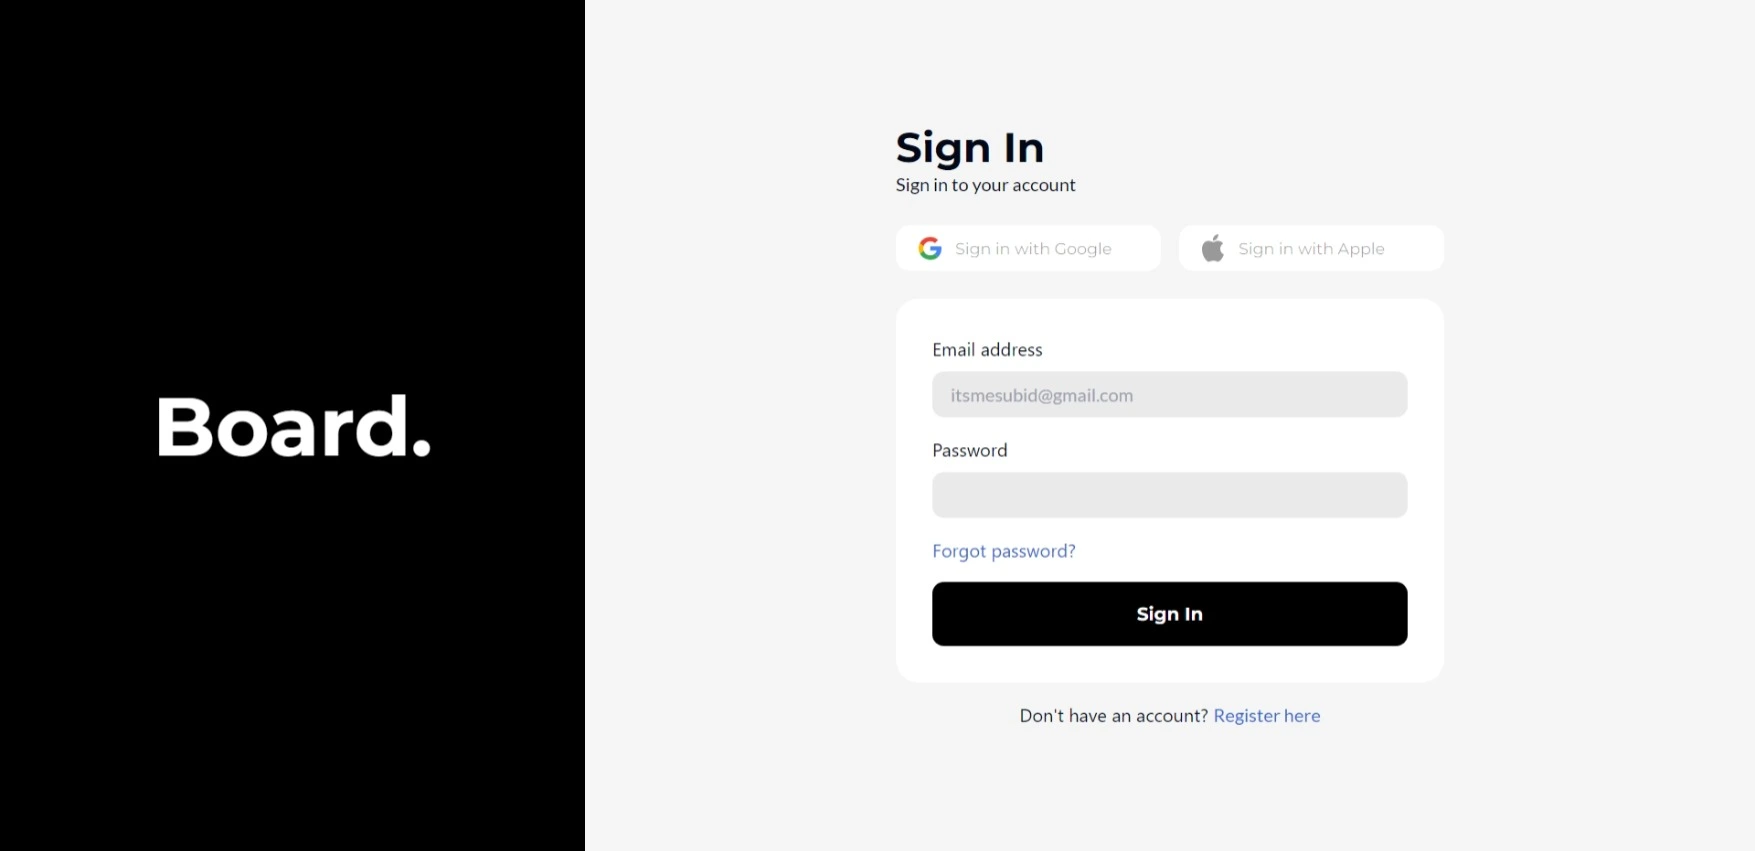 Board.
Sign In
Sign in to your account
Sign in with Google
Sign in with Apple
Email address
itsmesubid@gmail.com
Password
Forgot password?
Sign In
Don't have an account? Register here